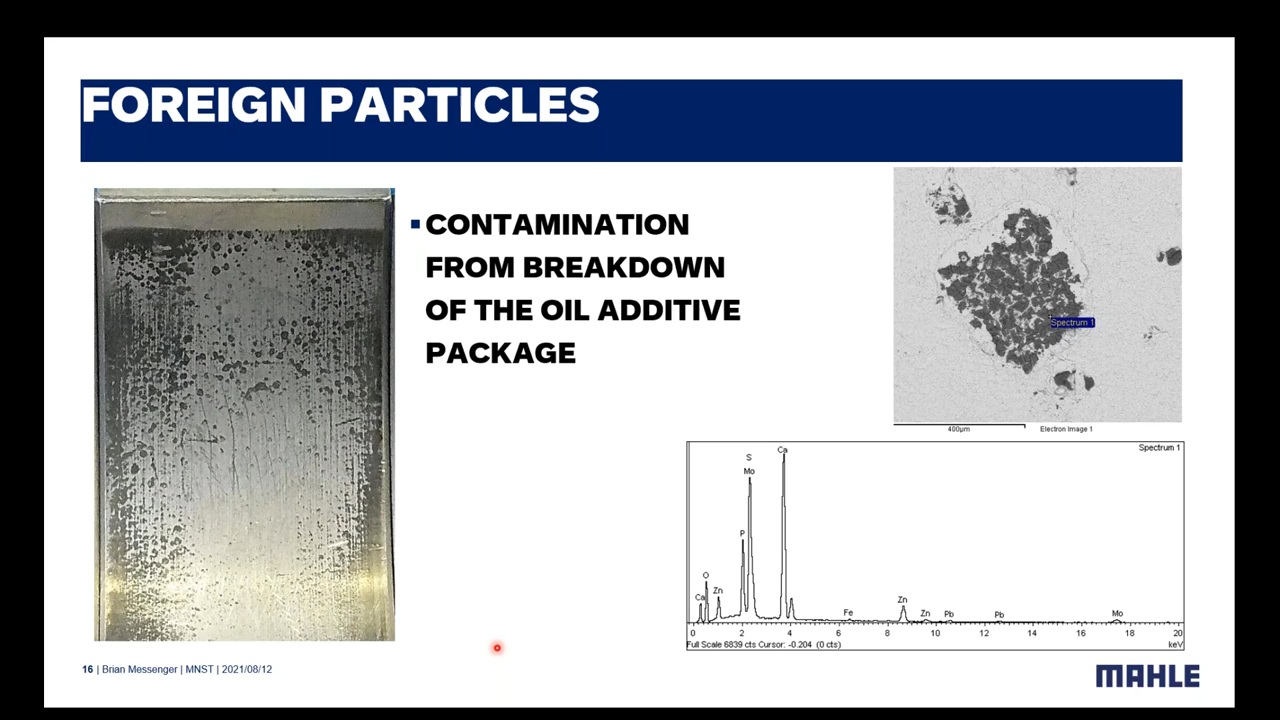 FOREIGN PARTICLES
▪ CONTAMINATION
FROM BREAKDOWN
OF THE OIL ADDITIVE
PACKAGE
Spectrum 1
400µm
Electron Image 1
Spectrum 1
Ca
S
Mo
P
O
Ca
Zn
Fe
Zn
Zn
Pb
Pb
Mo
0 2 4 6 8 10 12 14 16 18 20
Full Scale 6839 cts Cursor: -0.204 (0 cts)
keV
16 | Brian Messenger | MNST | 2021/08/12
MAHLE